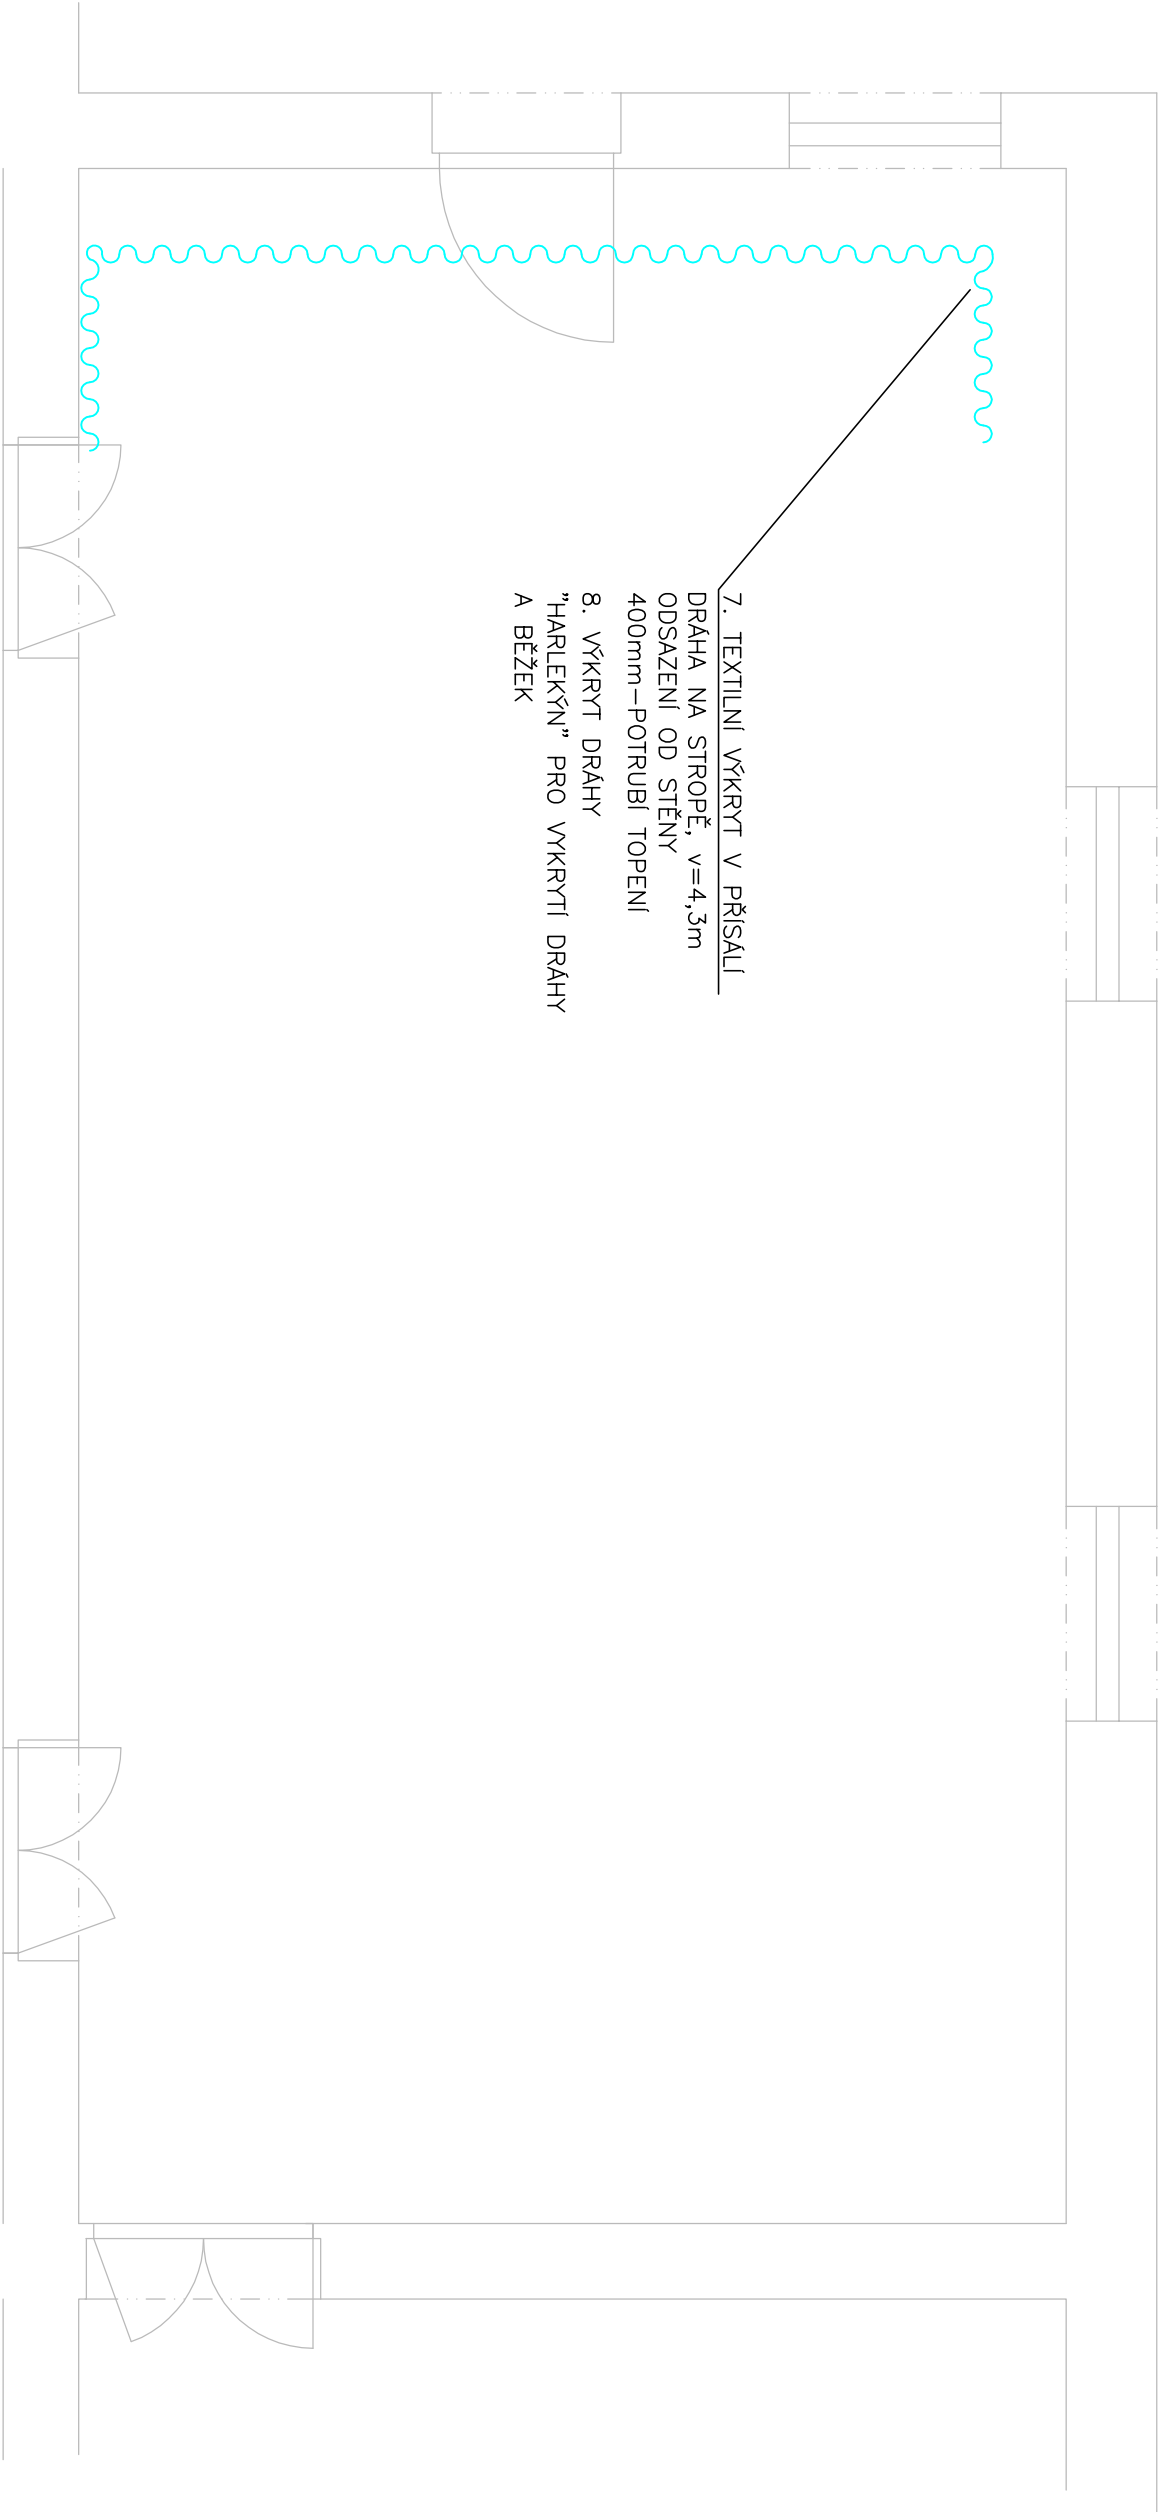 7. TEXTILNÍ VÝKRYT V PŘÍSÁLÍ
DRÁHA NA STROPĚ, v=4,3m
ODSAZENÍ OD STĚNY
400mm-POTRUBÍ TOPENÍ
8. VÝKRYT DRÁHY
"HARLEKÝN" PRO VYKRYTÍ DRÁHY
A BĚŽEK